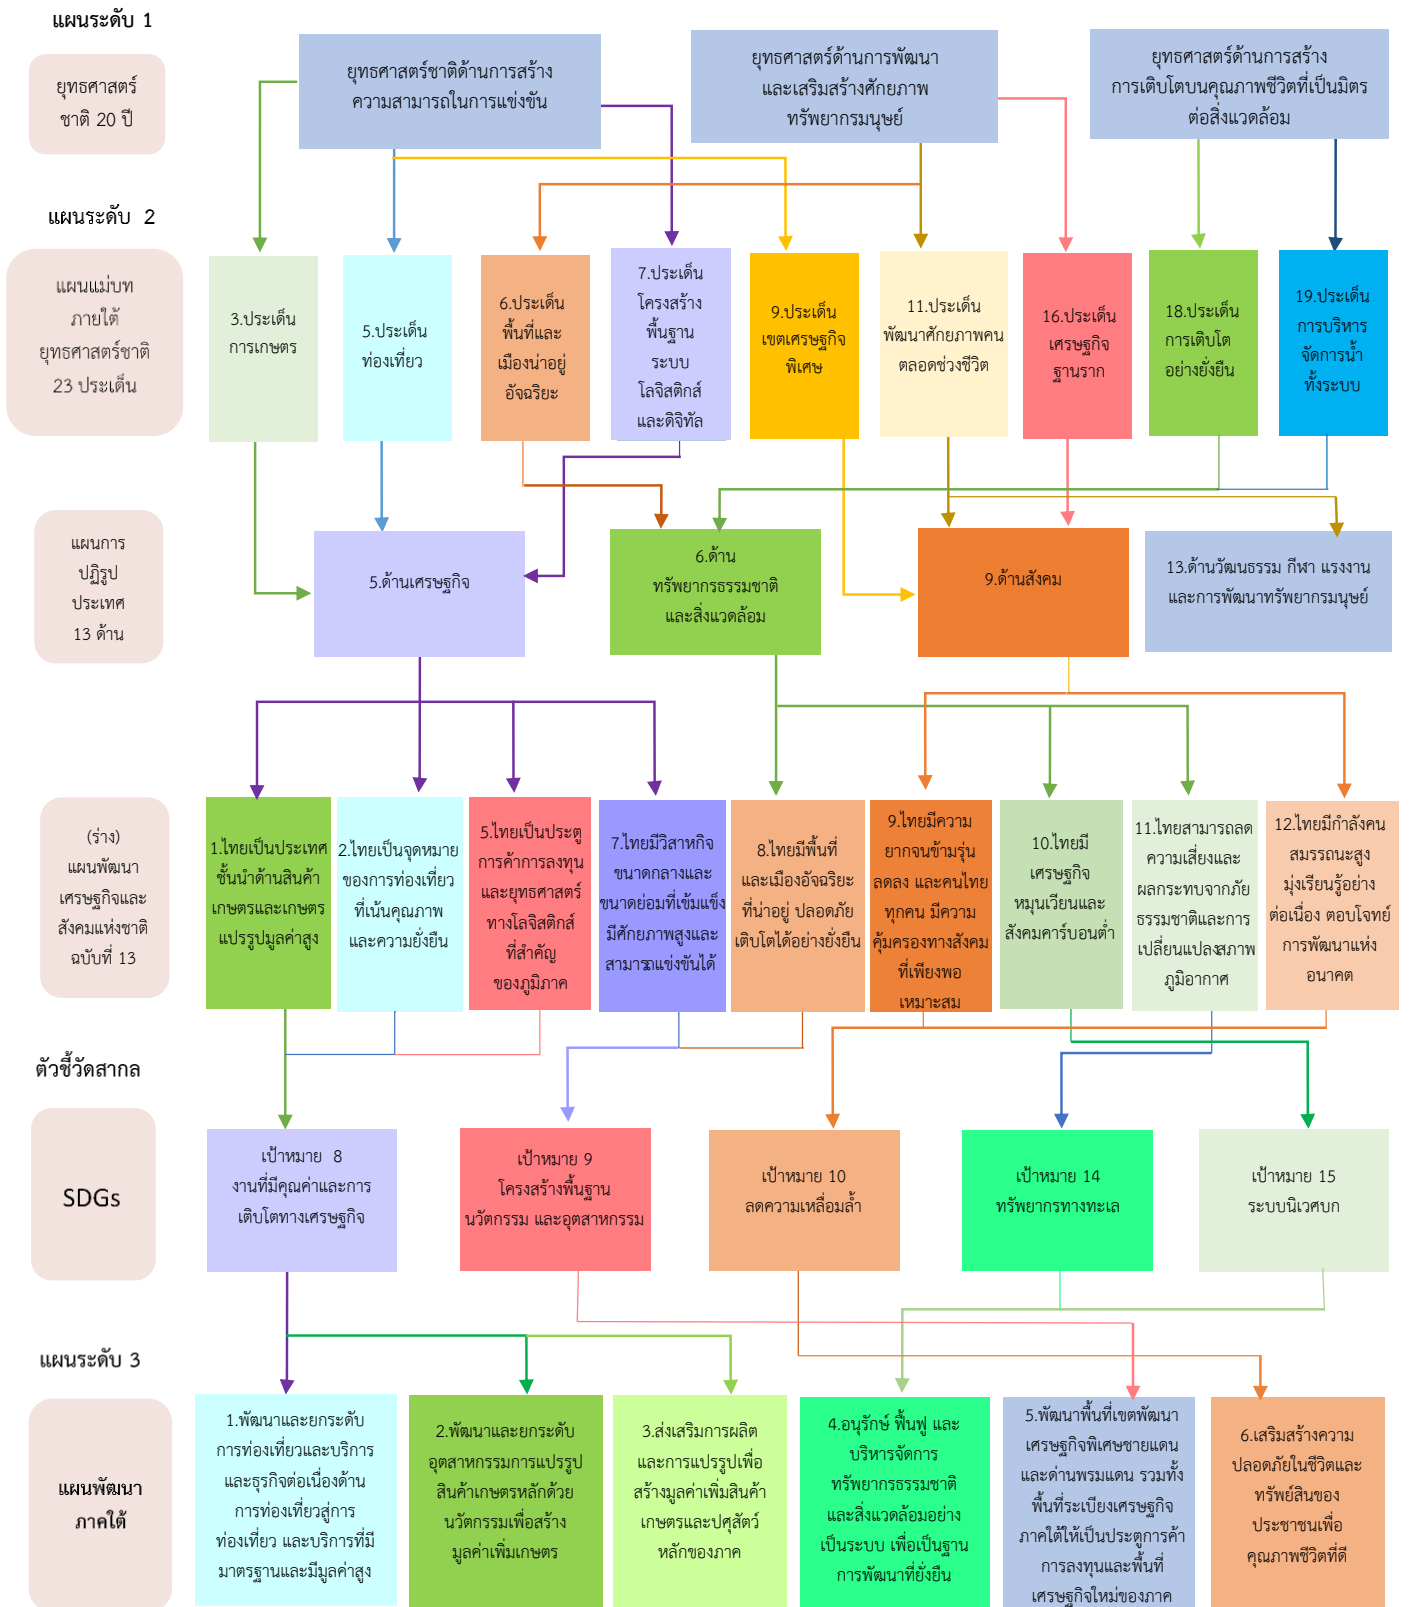 แผนระดับ 1
ยุทธศาสตร์
ชาติ 20 ปี
ยุทธศาสตร์ชาติด้านการสร้าง
ความสามารถในการแข่งขัน
ยุทธศาสตร์ด้านการพัฒนา
และเสริมสร้างศักยภาพ
ทรัพยากรมนุษย์
ยุทธศาสตร์ด้านการสร้าง
การเติบโตบนคุณภาพชีวิตที่เป็นมิตร
ต่อสิ่งแวดล้อม
แผนระดับ 2
แผนแม่บท
ภายใต้
ยุทธศาสตร์ชาติ
23 ประเด็น
3.ประเด็น
การเกษตร
5.ประเด็น
ท่องเที่ยว
6.ประเด็น
พื้นที่และ
เมืองน่าอยู่
อัจฉริยะ
7.ประเด็น
โครงสร้าง
พื้นฐาน
ระบบ
โลจิสติกส์
และดิจิทัล
9.ประเด็น
เขตเศรษฐกิจ
พิเศษ
11.ประเด็น
พัฒนาศักยภาพคน
ตลอดช่วงชีวิต
16.ประเด็น
เศรษฐกิจ
ฐานราก
18.ประเด็น
การเติบโต
อย่างยั่งยืน
19.ประเด็น
การบริหาร
จัดการน้ำ
ทั้งระบบ
แผนการ
ปฏิรูป
ประเทศ
13 ด้าน
5.ด้านเศรษฐกิจ
6.ด้าน
ทรัพยากรธรรมชาติ
และสิ่งแวดล้อม
9.ด้านสังคม
13.ด้านวัฒนธรรม กีฬา แรงงาน
และการพัฒนาทรัพยากรมนุษย์
(ร่าง)
แผนพัฒนา
เศรษฐกิจและ
สังคมแห่งชาติ
ฉบับที่ 13
1.ไทยเป็นประเทศ
ชั้นนำด้านสินค้า
เกษตรและเกษตร
แปรรูปมูลค่าสูง
2.ไทยเป็นจุดหมาย
ของการท่องเที่ยว
ที่เน้นคุณภาพ
และความยั่งยืน
5.ไทยเป็นประตู
การค้าการลงทุน
และยุทธศาสตร์
ทางโลจิสติกส์
ที่สำคัญ
ของภูมิภาค
7.ไทยมีวิสาหกิจ
ขนาดกลางและ
ขนาดย่อมที่เข้มแข็ง
มีศักยภาพสูงและ
สามารถแข่งขันได้
8.ไทยมีพื้นที่
และเมืองอัจฉริยะ
ที่น่าอยู่ ปลอดภัย
เติบโตได้อย่างยั่งยืน
9.ไทยมีความ
ยากจนข้ามรุ่น
ลดลง และคนไทย
ทุกคน มีความ
คุ้มครองทางสังคม
ที่เพียงพอ
เหมาะสม
10.ไทยมี
เศรษฐกิจ
หมุนเวียนและ
สังคมคาร์บอนต่ำ
11.ไทยสามารถลด
ความเสี่ยงและ
ผลกระทบจากภัย
ธรรมชาติและการ
เปลี่ยนแปลงสภาพ
ภูมิอากาศ
12.ไทยมีกำลังคน
สมรรถนะสูง
มุ่งเรียนรู้อย่าง
ต่อเนื่อง ตอบโจทย์
การพัฒนาแห่ง
อนาคต
ตัวชี้วัดสากล
SDGs
เป้าหมาย 8
งานที่มีคุณค่าและการ
เติบโตทางเศรษฐกิจ
เป้าหมาย 9
โครงสร้างพื้นฐาน
นวัตกรรม และอุตสาหกรรม
เป้าหมาย 10
ลดความเหลื่อมล้ำ
เป้าหมาย 14
ทรัพยากรทางทะเล
เป้าหมาย 15
ระบบนิเวศบก
แผนระดับ 3
แผนพัฒนา
ภาคใต้
1.พัฒนาและยกระดับ
การท่องเที่ยวและบริการ
และธุรกิจต่อเนื่องด้าน
การท่องเที่ยวสู่การ
ท่องเที่ยว และบริการที่มี
มาตรฐานและมีมูลค่าสูง
2.พัฒนาและยกระดับ
อุตสาหกรรมการแปรรูป
สินค้าเกษตรหลักด้วย
นวัตกรรมเพื่อสร้าง
มูลค่าเพิ่มเกษตร
3.ส่งเสริมการผลิต
และการแปรรูปเพื่อ
สร้างมูลค่าเพิ่มสินค้า
เกษตรและปศุสัตว์
หลักของภาค
4.อนุรักษ์ ฟื้นฟู และ
บริหารจัดการ
ทรัพยากรธรรมชาติ
และสิ่งแวดล้อมอย่าง
เป็นระบบ เพื่อเป็นฐาน
การพัฒนาที่ยั่งยืน
5.พัฒนาพื้นที่เขตพัฒนา
เศรษฐกิจพิเศษชายแดน
และด่านพรมแดน รวมทั้ง
พื้นที่ระเบียงเศรษฐกิจ
ภาคใต้ให้เป็นประตูการค้า
การลงทุนและพื้นที่
เศรษฐกิจใหม่ของภาค
6.เสริมสร้างความ
ปลอดภัยในชีวิตและ
ทรัพย์สินของ
ประชาชนเพื่อ
คุณภาพชีวิตที่ดี